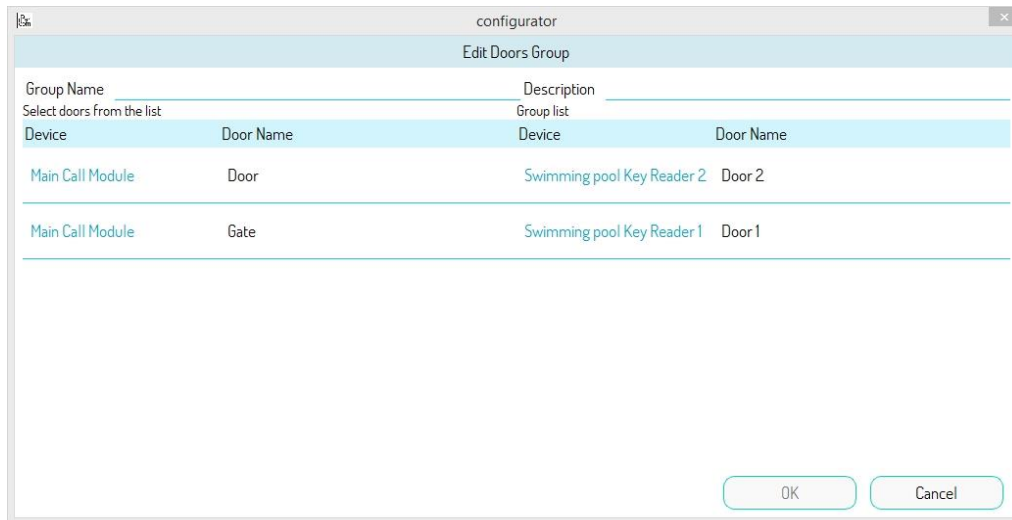 configurator
Edit Doors Group
Group Name Description
Select doors from the list Group list
Device Door Name Device Door Name
Main Call Module Door Swimming pool Key Reader 2 Door 2
Main Call Module Gate Swimming pool Key Reader 1 Door 1
OK Cancel